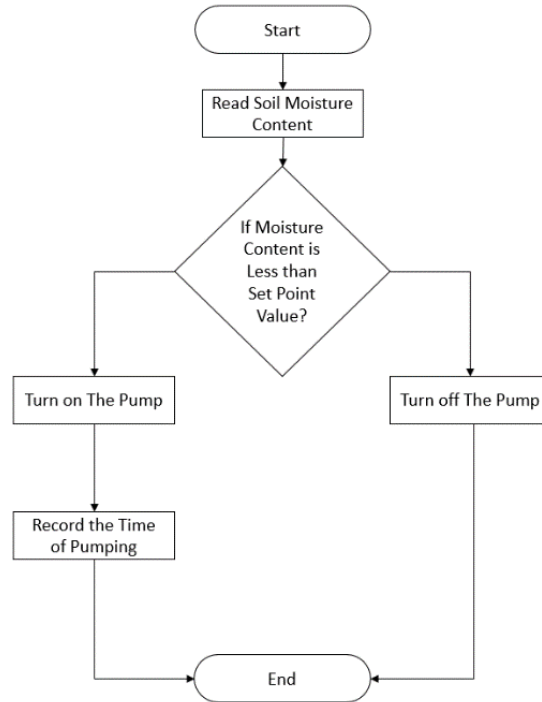 Start
Read Soil Moisture
Content
If Moisture
Content is
Less than
Set Point
Value?
Turn on The Pump
Turn off The Pump
Record the Time
of Pumping
End